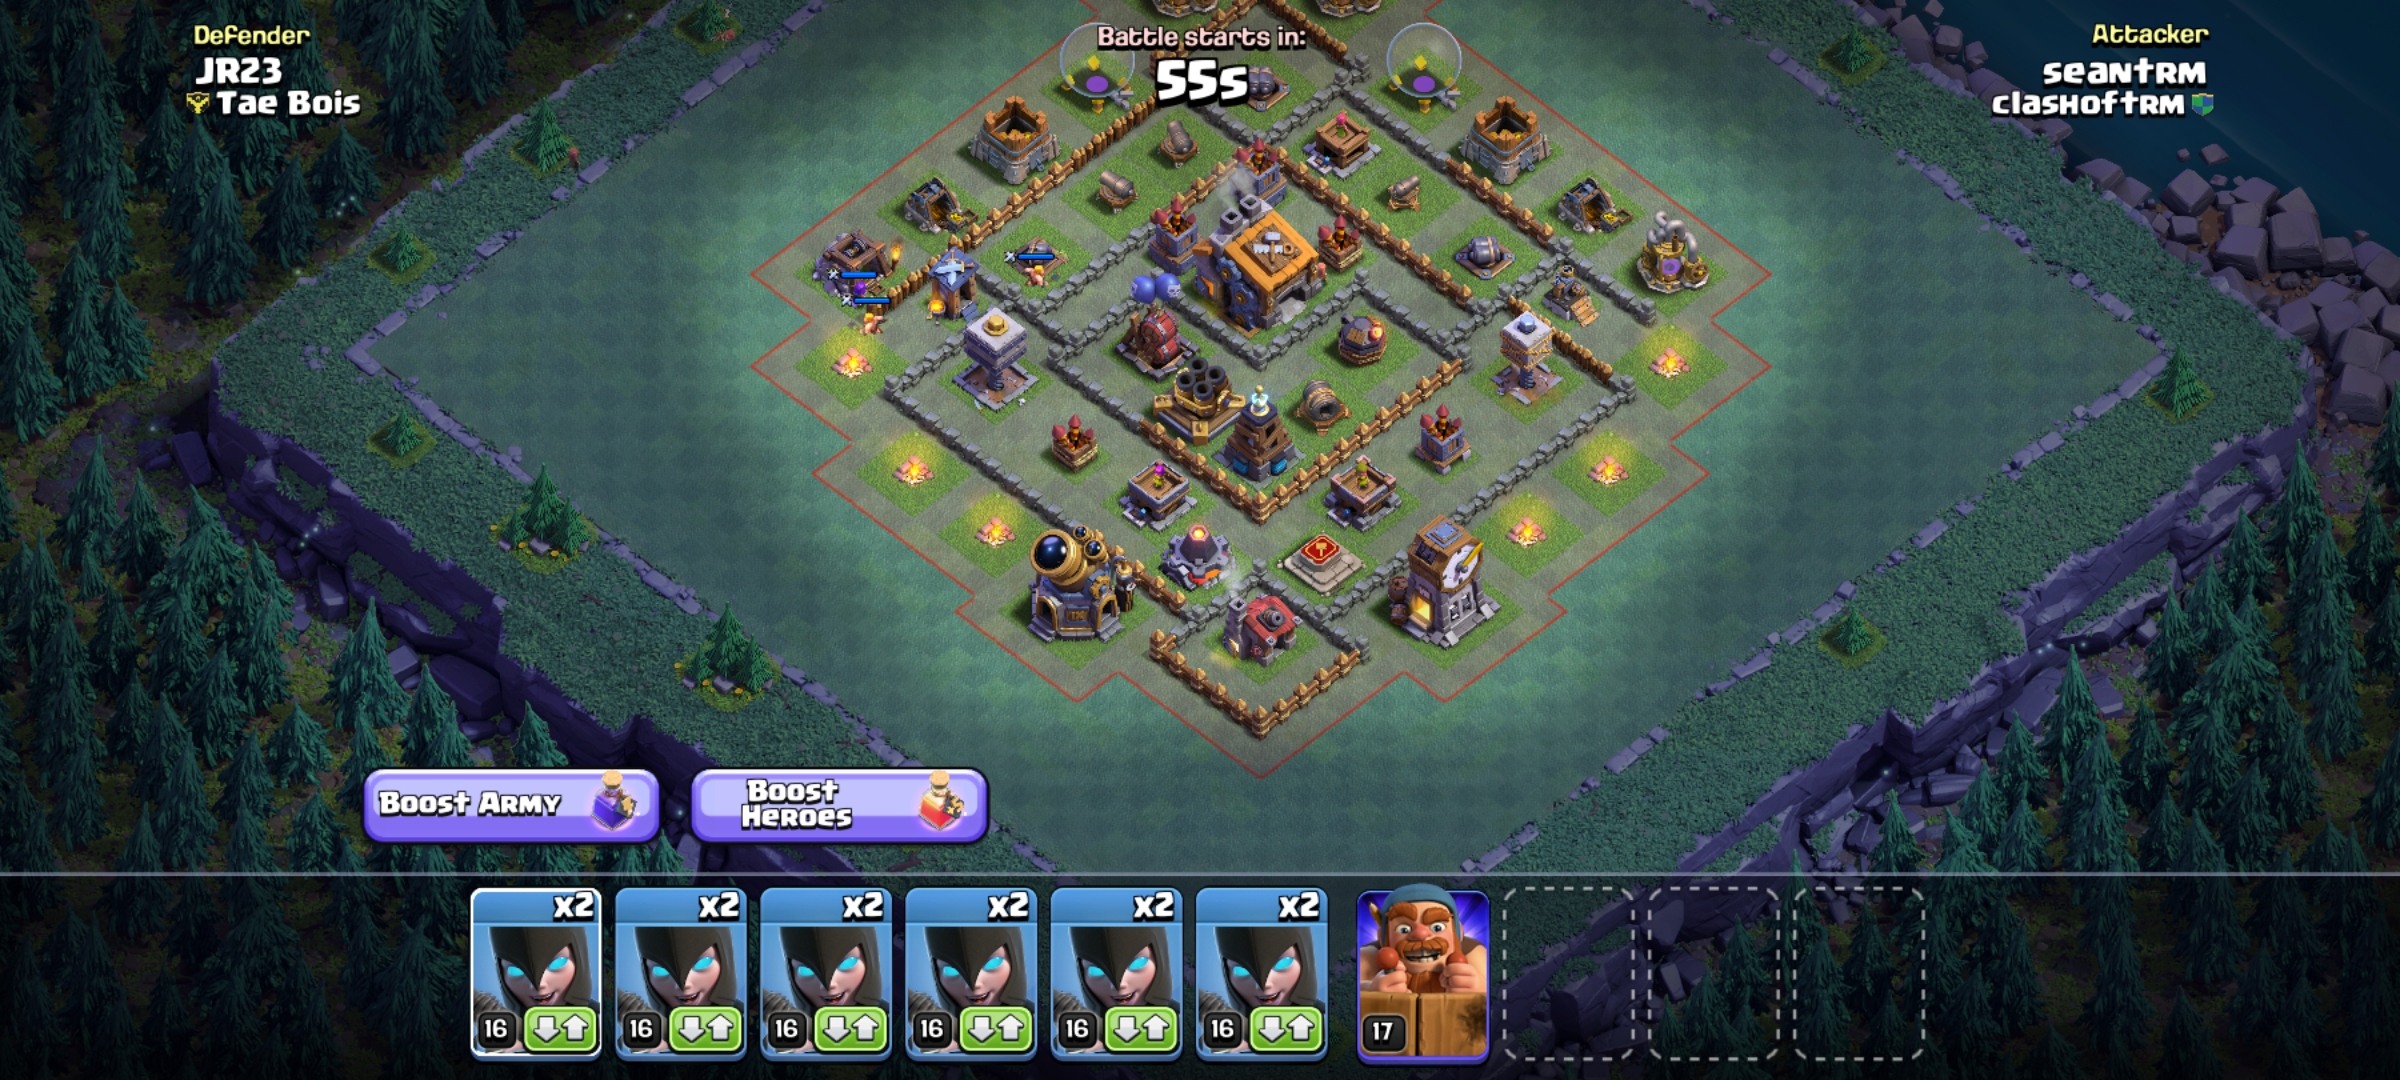 Defender
JR23
Tae Bois
Battle starts in:
55s
Attacker
seantRM
clashoftRM
Boost Army
Boost
Heroes
x2
x2
x2
x2
x2
x2
16
16
16
16
16
16
17